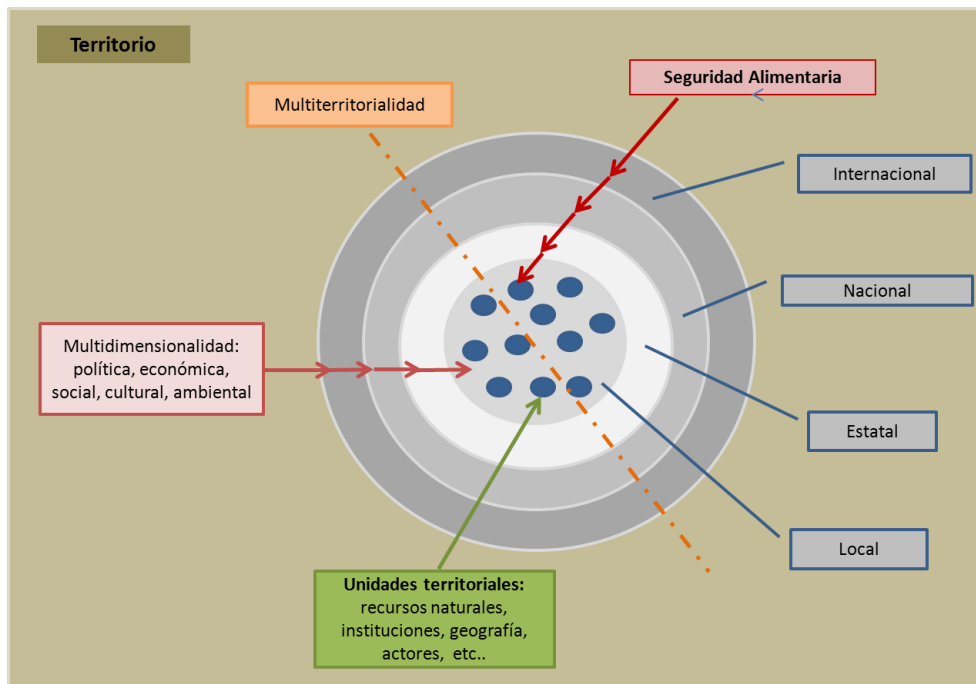 Territorio
Seguridad Alimentaria
Multiterritorialidad
Internacional
Nacional
Multidimensionalidad:
política, económica,
social, cultural, ambiental
Estatal
Local
Unidades territoriales:
recursos naturales,
instituciones, geografía,
actores, etc..